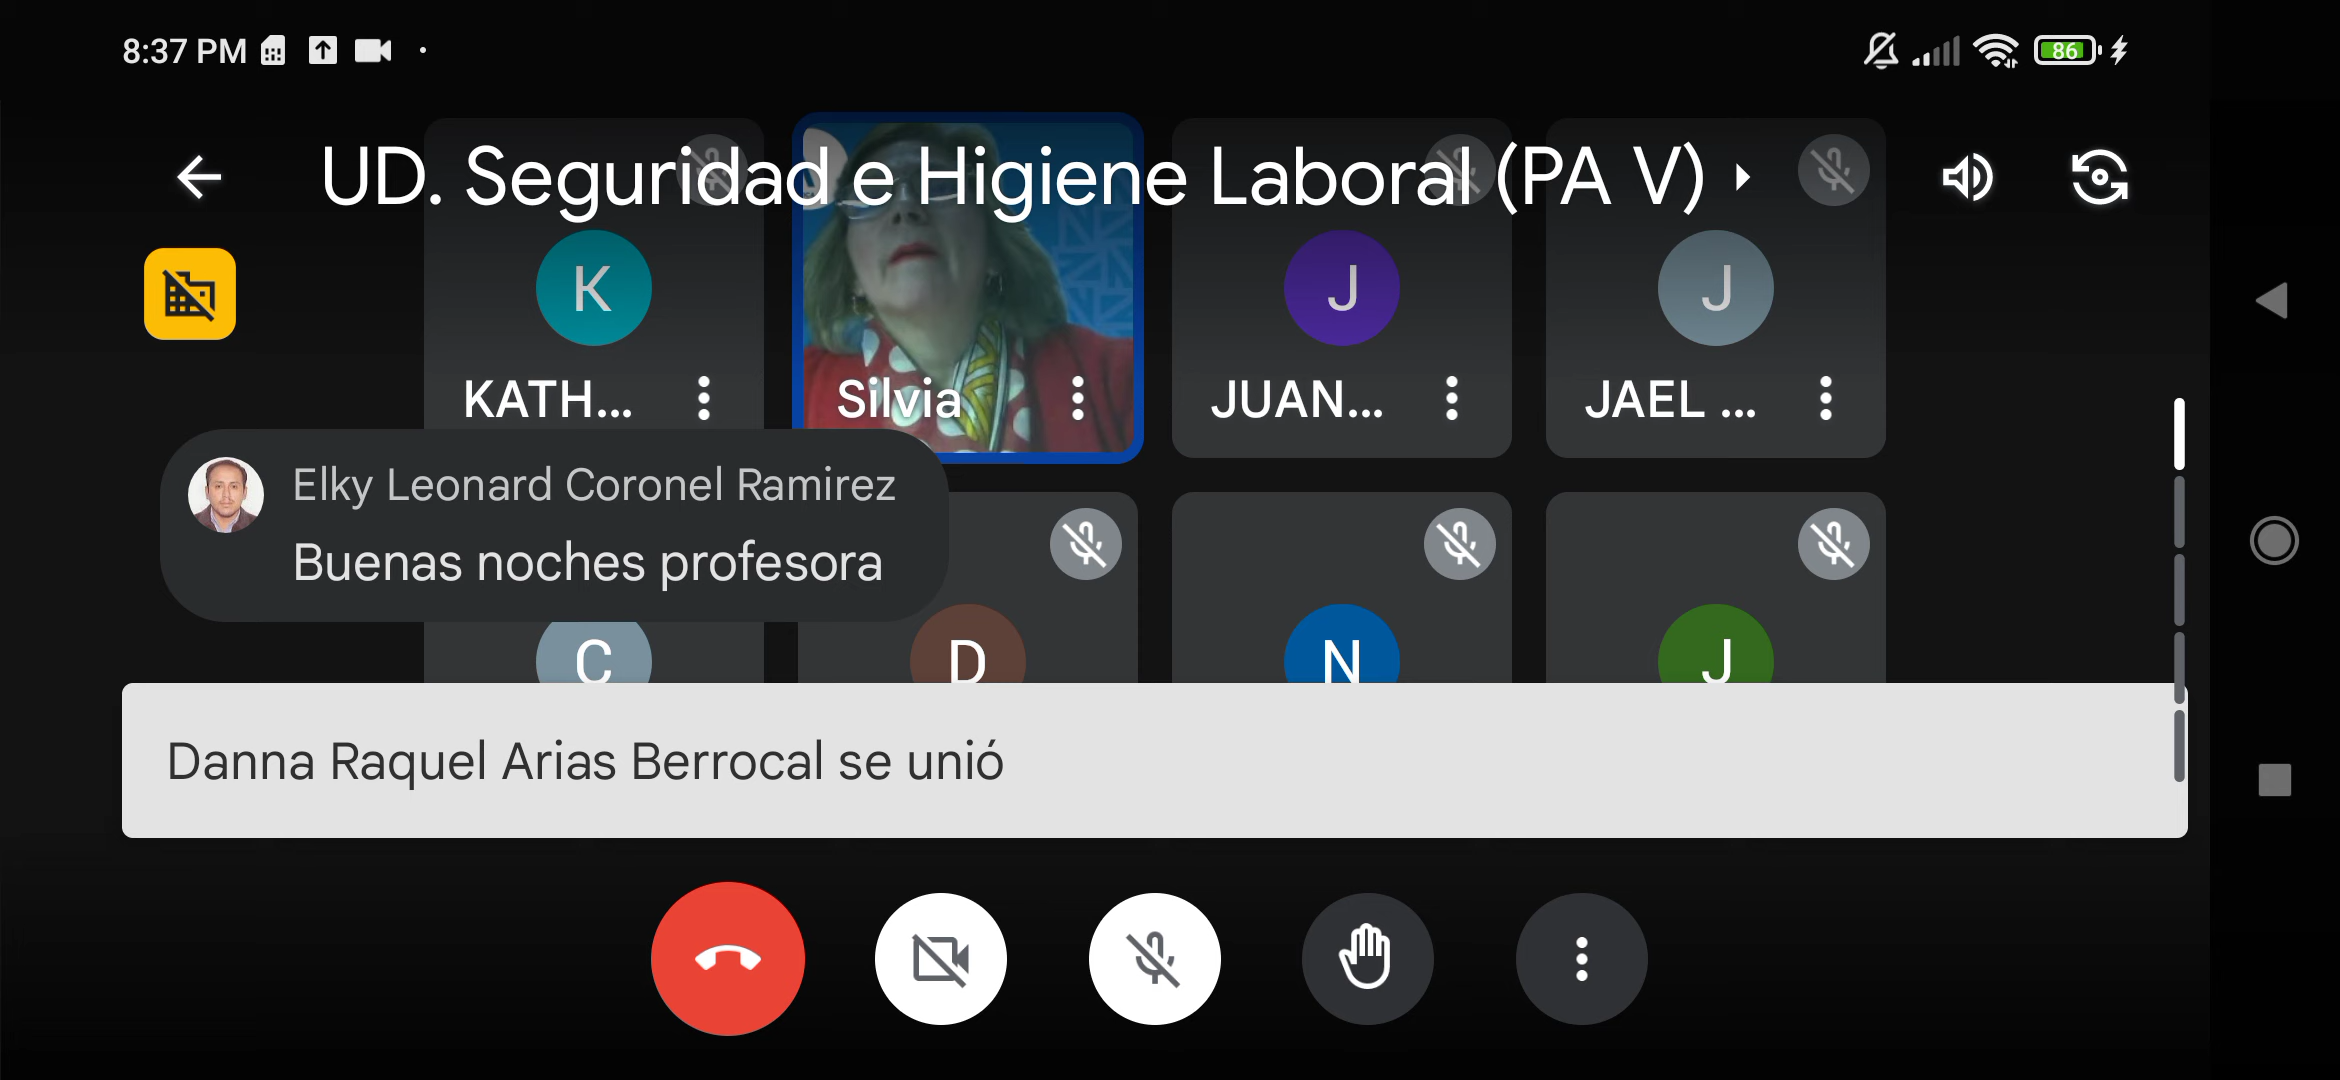 8:37 PM
86
UD. Seguridad e Higiene Laboral (PA V)
K
J
J
KATH...
Silvia
JUAN...
JAEL ...
Elky Leonard Coronel Ramirez
Buenas noches profesora
C
D
N
J
Danna Raquel Arias Berrocal se unió